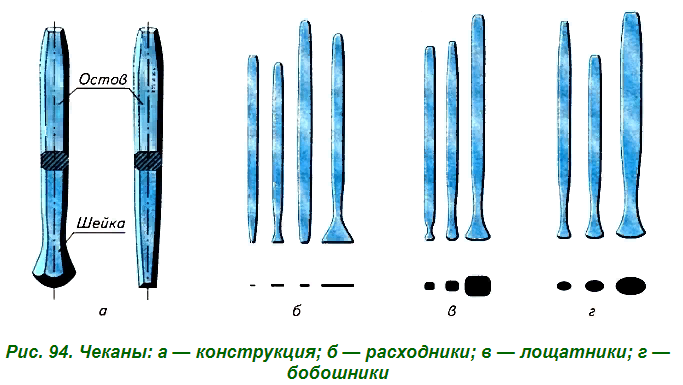 Остов
Шейка
а
б
в
г
Рис. 94. Чеканы: а — конструкция; б — расходники; в — лощатники; г —
бобошники